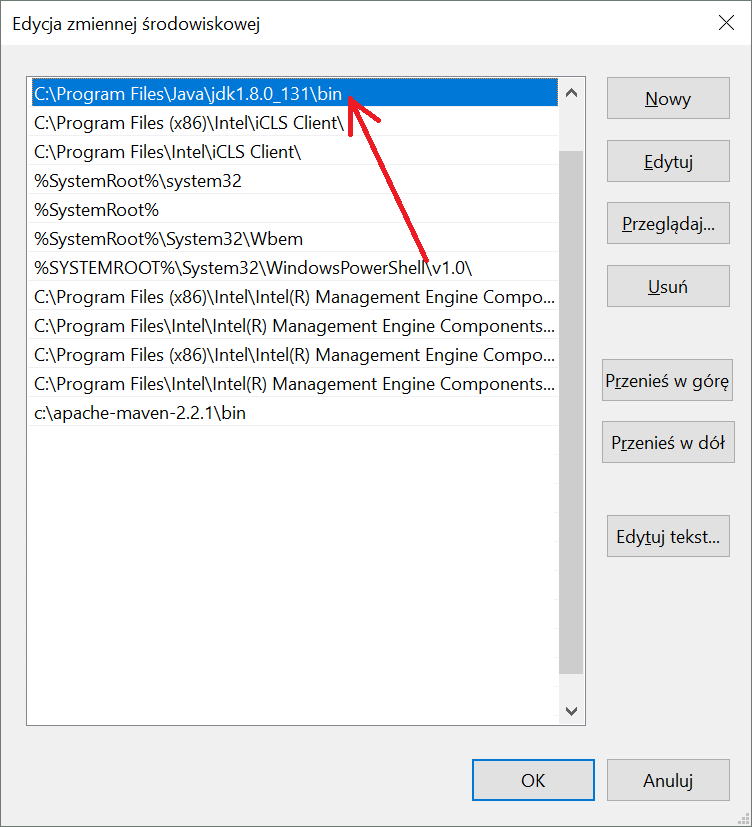 Edycja zmiennej środowiskowej
C:\Program Files\Java\jdk1.8.0_131\bin
C:\Program Files (x86)\Intel\iCLS Client\
C:\Program Files\Intel\iCLS Client\
%SystemRoot%\system32
%SystemRoot%
%SystemRoot%\System32\Wbem
%SYSTEMROOT%\System32\WindowsPowerShell\v1.0\
C:\Program Files (x86)\Intel\Intel(R) Management Engine Compo...
C:\Program Files\Intel\Intel(R) Management Engine Components...
C:\Program Files (x86)\Intel\Intel(R) Management Engine Compo...
C:\Program Files\Intel\Intel(R) Management Engine Components...
c:\apache-maven-2.2.1\bin
Nowy
Edytuj
Przeglądaj...
Usuń
Przenieś w górę
Przenieś w dół
Edytuj tekst...
OK
Anuluj